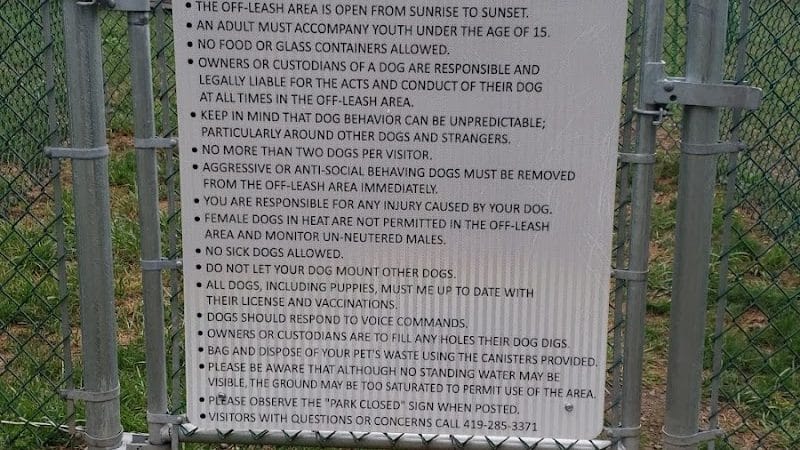 • THE OFF-LEASH AREA IS OPEN FROM SUNRISE TO SUNSET.
• AN ADULT MUST ACCOMPANY YOUTH UNDER THE AGE OF 15.
• NO FOOD OR GLASS CONTAINERS ALLOWED.
• OWNERS OR CUSTODIANS OF A DOG ARE RESPONSIBLE AND
LEGALLY LIABLE FOR THE ACTS AND CONDUCT OF THEIR DOG
AT ALL TIMES IN THE OFF-LEASH AREA.
• KEEP IN MIND THAT DOG BEHAVIOR CAN BE UNPREDICTABLE;
PARTICULARLY AROUND OTHER DOGS AND STRANGERS.
• NO MORE THAN TWO DOGS PER VISITOR.
• AGGRESSIVE OR ANTI-SOCIAL BEHAVING DOGS MUST BE REMOVED
FROM THE OFF-LEASH AREA IMMEDIATELY.
• YOU ARE RESPONSIBLE FOR ANY INJURY CAUSED BY YOUR DOG.
• FEMALE DOGS IN HEAT ARE NOT PERMITTED IN THE OFF-LEASH
AREA AND MONITOR UN-NEUTERED MALES.
• NO SICK DOGS ALLOWED.
• DO NOT LET YOUR DOG MOUNT OTHER DOGS.
• ALL DOGS, INCLUDING PUPPIES, MUST ME UP TO DATE WITH
THEIR LICENSE AND VACCINATIONS.
• DOGS SHOULD RESPOND TO VOICE COMMANDS.
• OWNERS OR CUSTODIANS ARE TO FILL ANY HOLES THEIR DOG DIGS.
• BAG AND DISPOSE OF YOUR PET'S WASTE USING THE CANISTERS PROVIDED.
• PLEASE BE AWARE THAT ALTHOUGH NO STANDING WATER MAY BE
VISIBLE, THE GROUND MAY BE TOO SATURATED TO PERMIT USE OF THE AREA.
• PLEASE OBSERVE THE "PARK CLOSED" SIGN WHEN POSTED.
• VISITORS WITH QUESTIONS OR CONCERNS CALL 419-285-3371